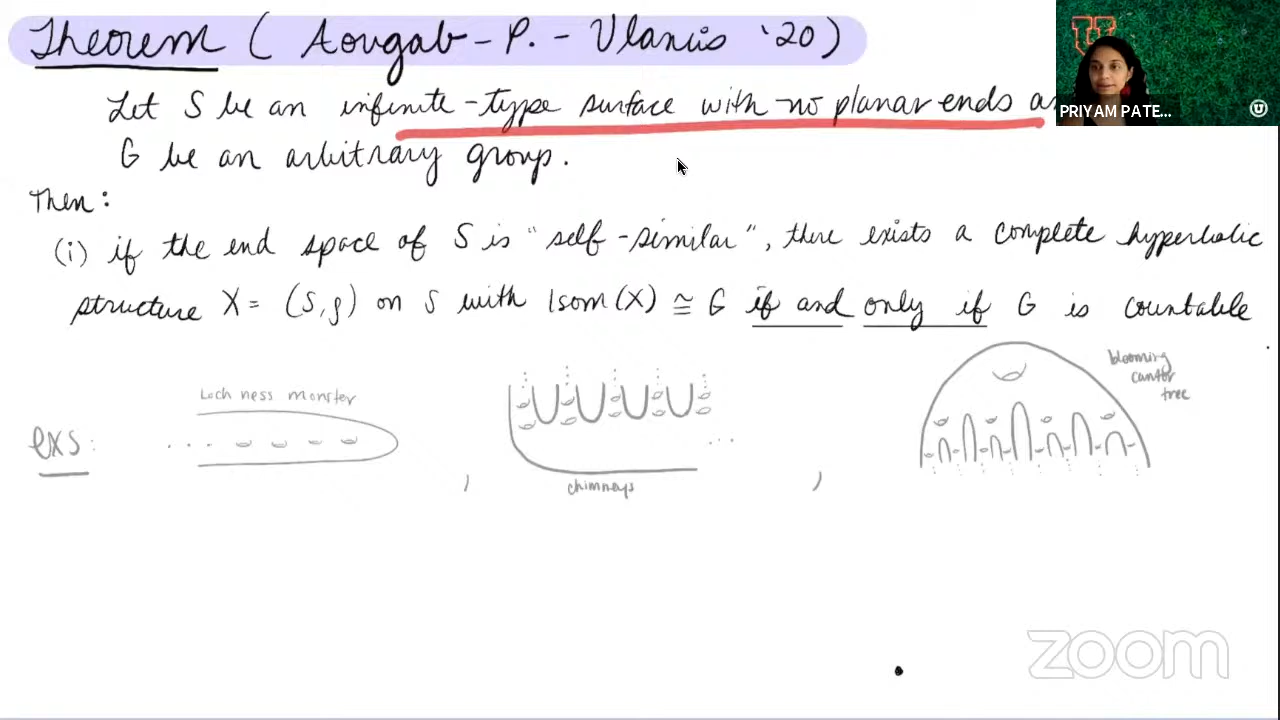 Theorem ( Aougab - P. - Vlamis '20 )
Let S be an infinite-type surface with no planar ends
G be an arbitrary group.
Then:
(i) if the end space of S is "self-similar", there exists a complete hyperbolic
structure X = (S, ρ) on S with Isom(X) ≅ G if and only if G is countable
exs:
Loch ness monster
chimneys
blooming
cantor
tree
PRIYAM PATE...
zoom